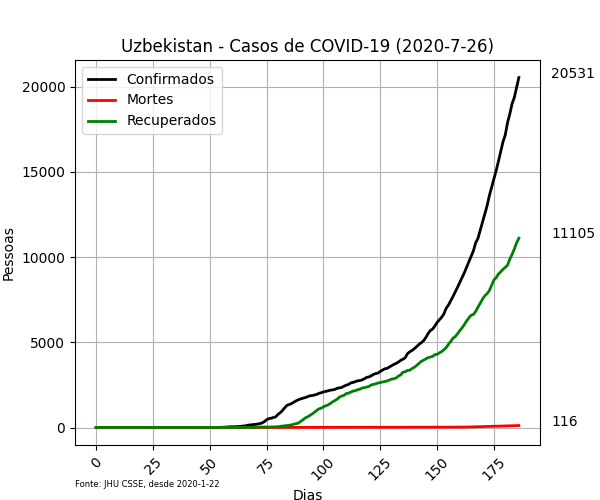 Uzbekistan - Casos de COVID-19 (2020-7-26)
Confirmados
Mortes
Recuperados
20531
11105
116
Pessoas
20000
15000
10000
5000
0
0
25
50
75
100
125
150
175
Dias
Fonte: JHU CSSE, desde 2020-1-22